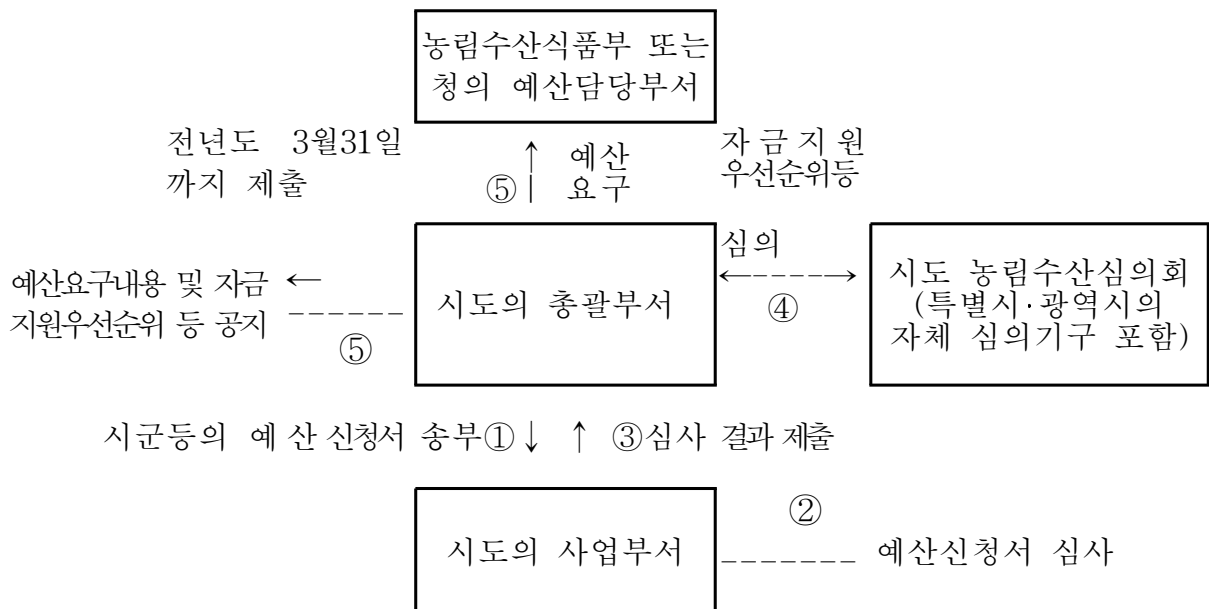 농림수산식품부 또는
청의 예산담당부서
전년도 3월31일
까지 제출
↑ 예산
⑤| 요구
자금지원
우선순위등
예산요구내용 및 자금 ←
지원우선순위 등 공지 ------
⑤
시도의 총괄부서
심의
←----→
④
시도 농림수산심의회
(특별시·광역시의
자체 심의기구 포함)
시군등의 예산신청서 송부①↓ ↑ ③심사 결과 제출
시도의 사업부서
②
------- 예산신청서 심사